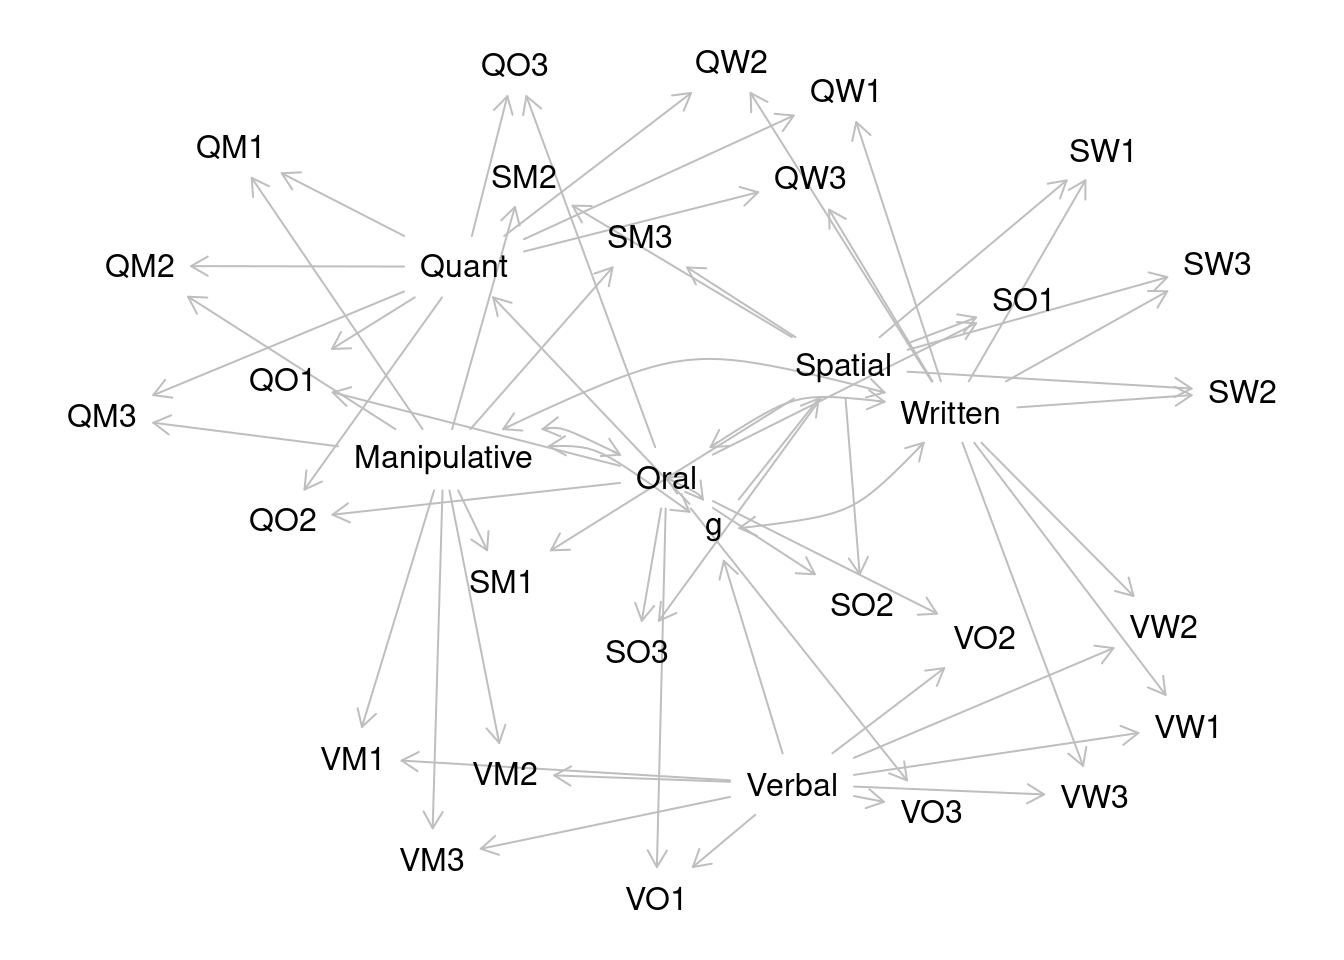 QO3
QW2
QW1
QM1
SM2
QW3
SW1
SM3
QM2
Quant
SW3
SO1
Spatial
QO1
SW2
QM3
Written
Manipulative
Oral
QO2
g
SM1
SO2
VO2
VW2
SO3
VW1
VM1
VM2
Verbal
VW3
VO3
VM3
VO1